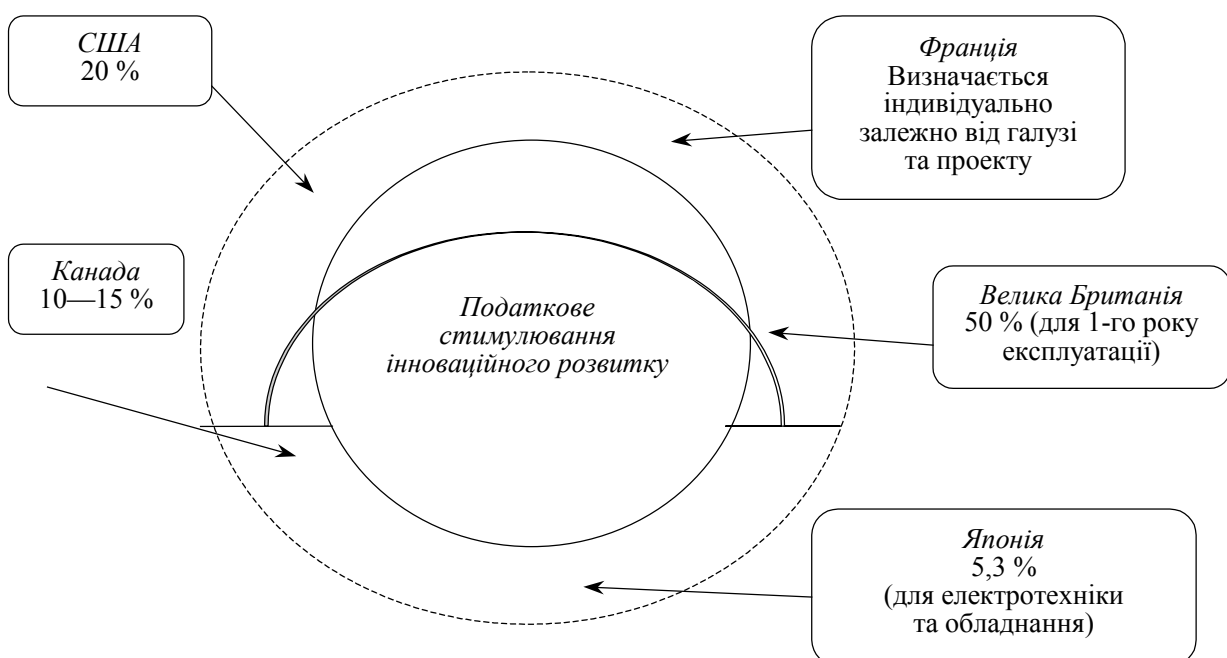 США
20 %
Франція
Визначається
індивідуально
залежно від галузі
та проекту
Канада
10—15 %
Податкове
стимулювання
інноваційного розвитку
Велика Британія
50 % (для 1-го року
експлуатації)
Японія
5,3 %
(для електротехніки
та обладнання)